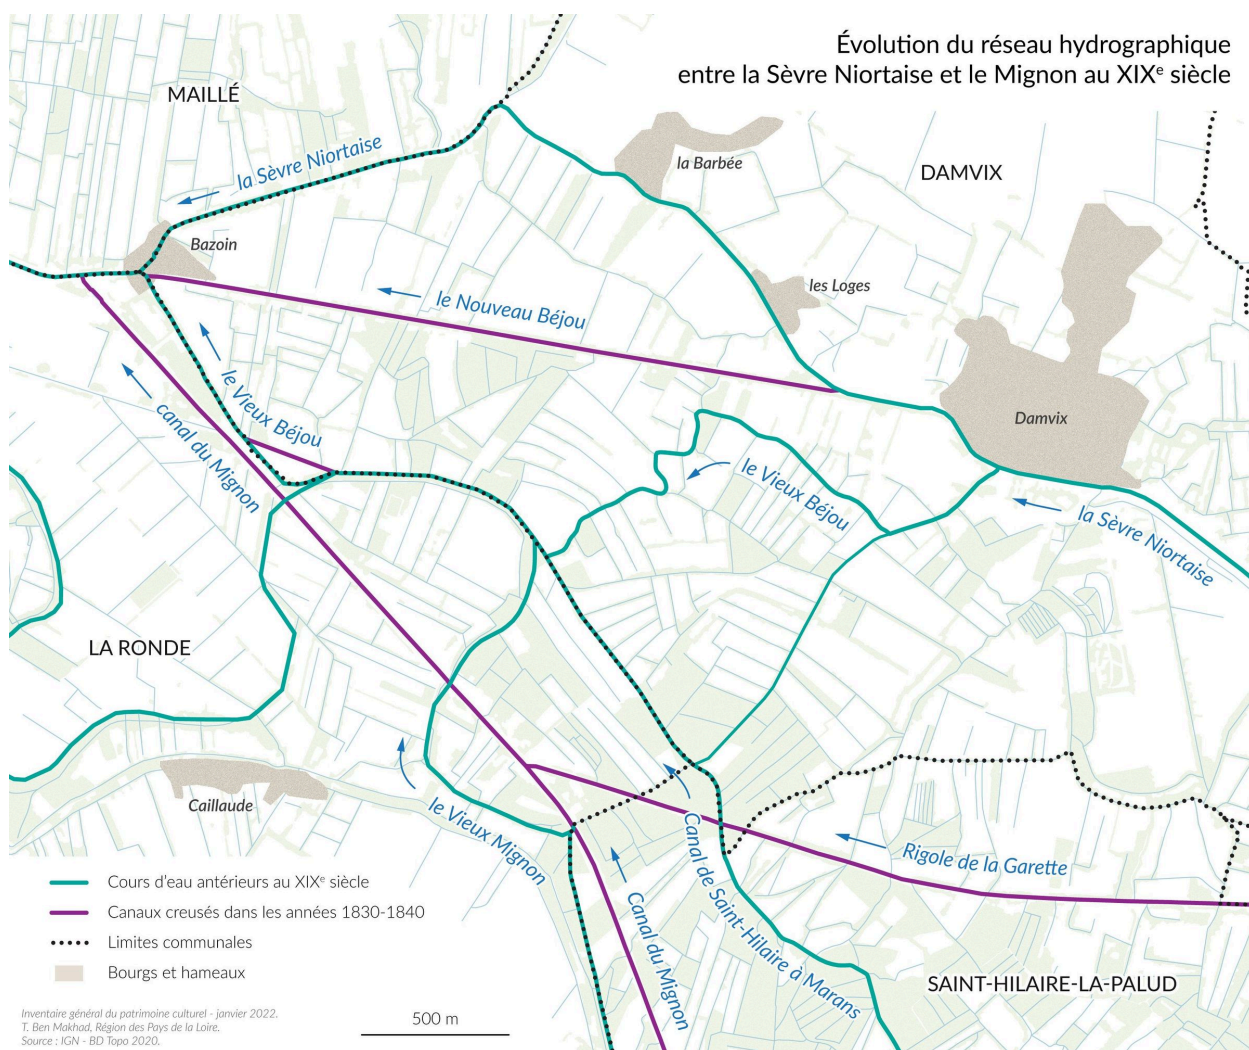 Évolution du réseau hydrographique
entre la Sèvre Niortaise et le Mignon au XIXe siècle
MAILLÉ
la Sèvre Niortaise
la Barbée
DAMVIX
Bazoin
le Nouveau Béjou
les Loges
le Vieux Béjou
canal du Mignon
Damvix
le Vieux Béjou
la Sèvre Niortaise
LA RONDE
Caillaude
le Vieux Mignon
Canal de Saint-Hilaire à Marans
Rigole de la Garette
Canal du Mignon
SAINT-HILAIRE-LA-PALUD
Cours d'eau antérieurs au XIXe siècle
Canaux creusés dans les années 1830-1840
Limites communales
Bourgs et hameaux
Inventaire général du patrimoine culturel - janvier 2022.
T. Ben Makhad, Région des Pays de la Loire.
Source : IGN - BD Topo 2020.
500 m